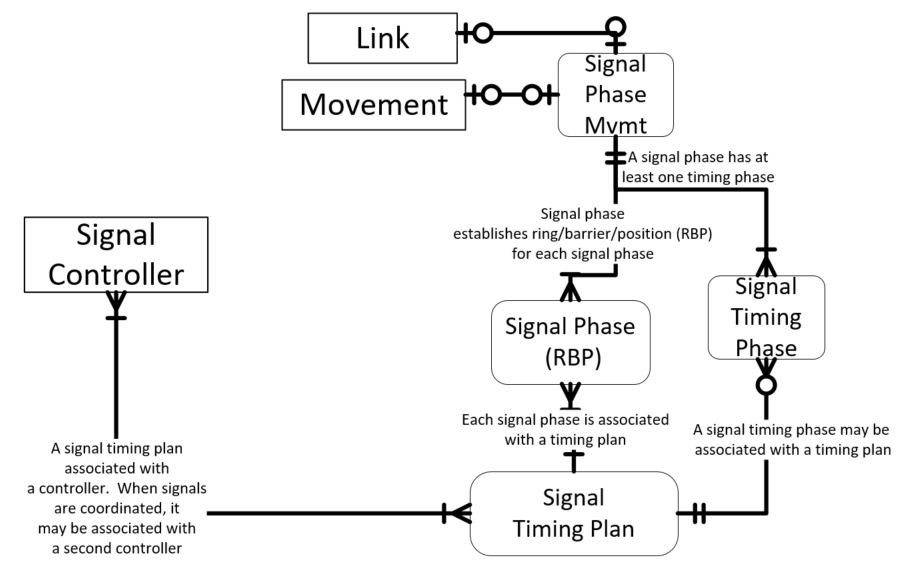 Link
Movement
Signal
Phase
Mvmt
A signal phase has at
least one timing phase
Signal phase
establishes ring/barrier/position (RBP)
for each signal phase
Signal
Controller
Signal
Timing
Phase
Signal Phase
(RBP)
Each signal phase is associated
with a timing plan
A signal timing phase may be
associated with a timing plan
A signal timing plan
associated with
a controller.  When signals
are coordinated, it
may be associated with
a second controller
Signal
Timing Plan